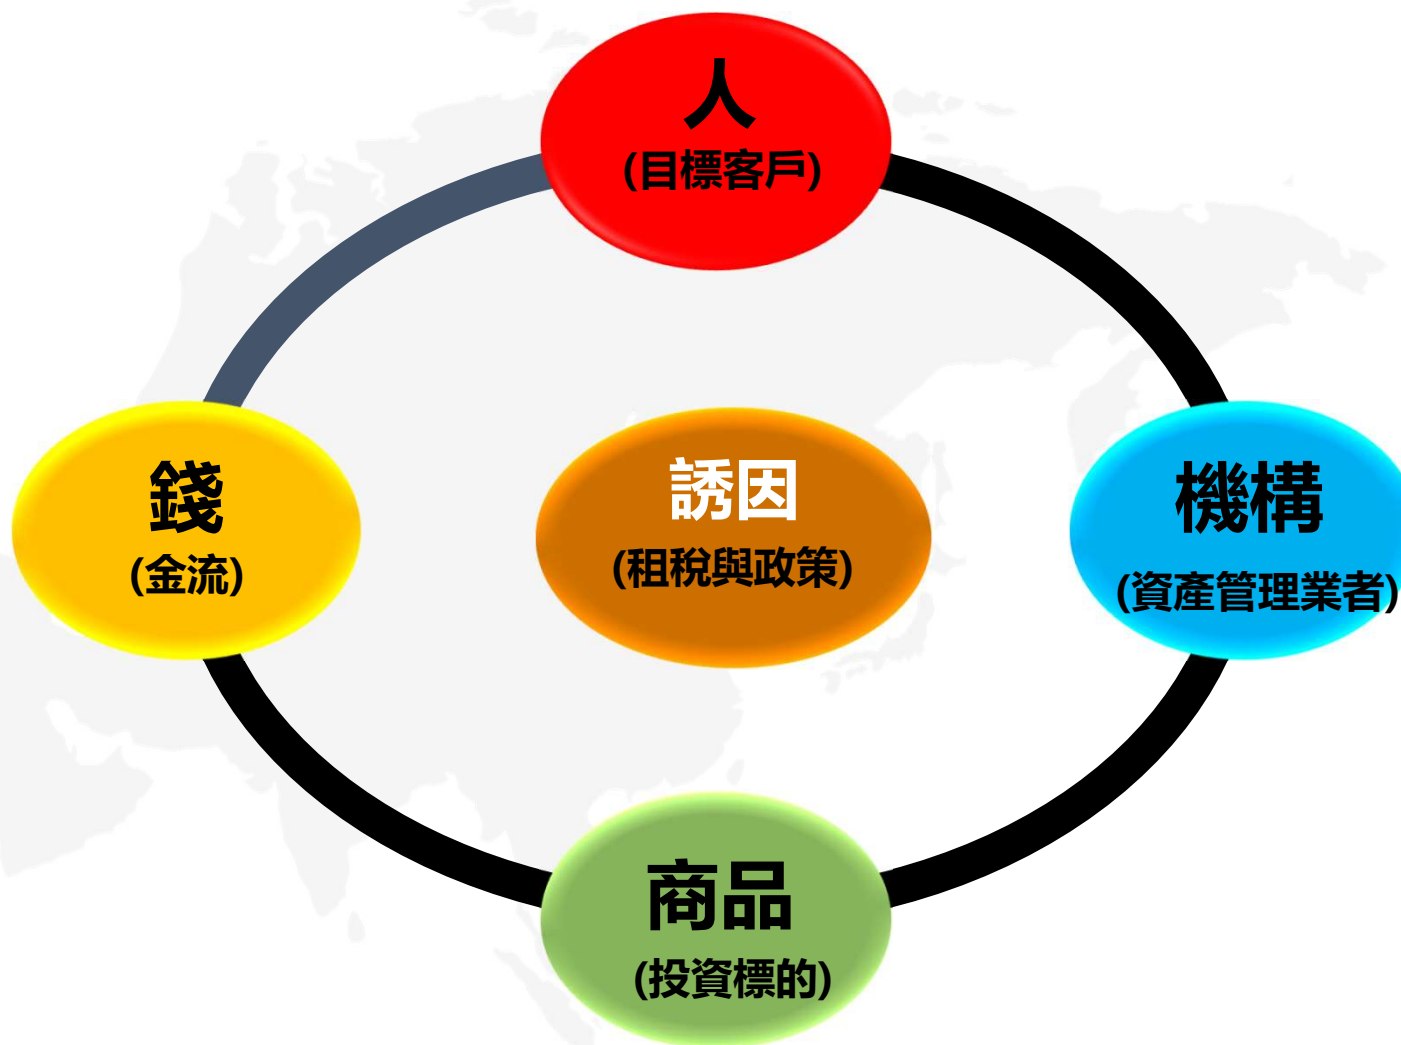 人
(目標客戶)
錢
(金流)
誘因
(租稅與政策)
機構
(資產管理業者)
商品
(投資標的)